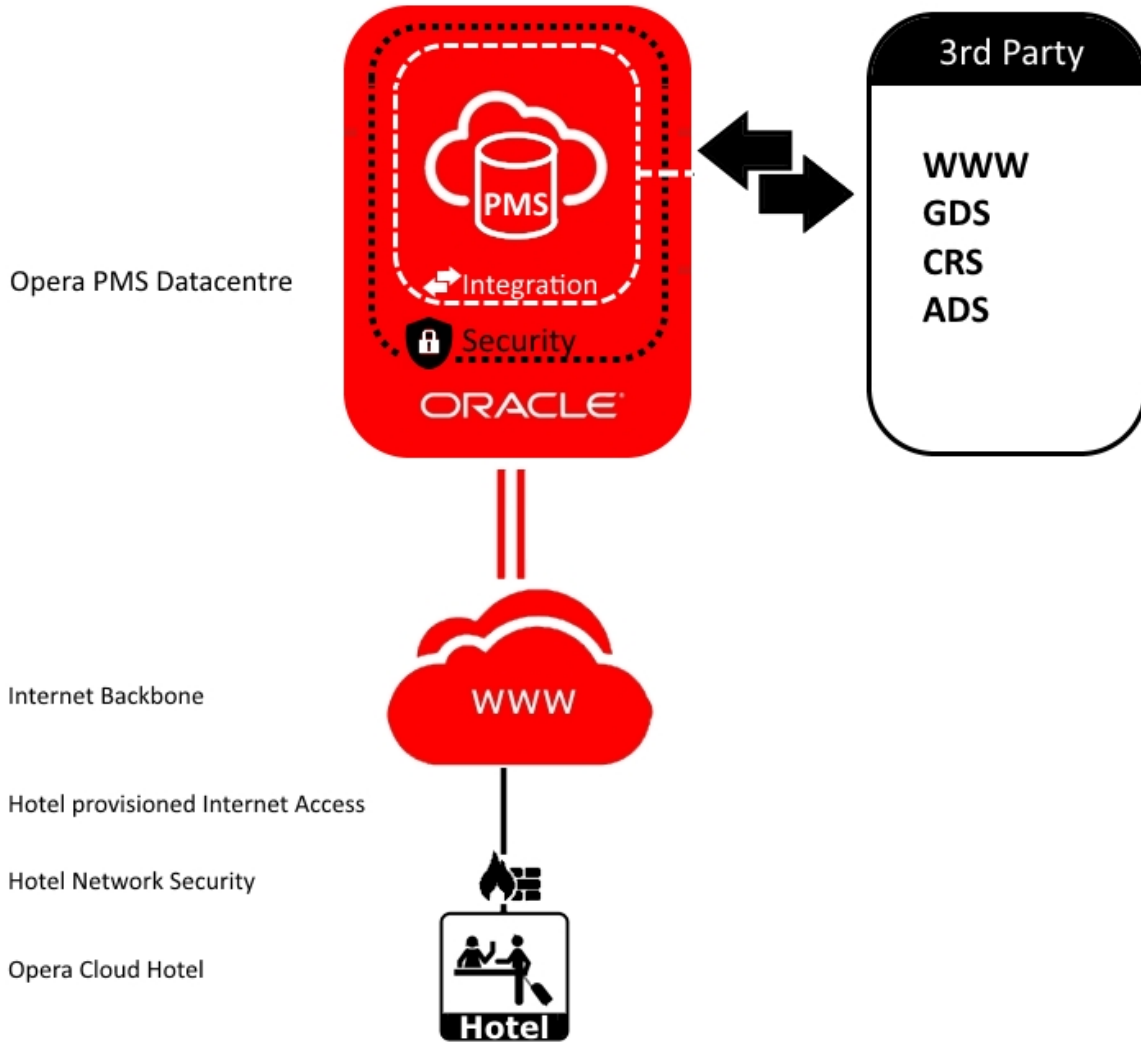 3rd Party
WWW
GDS
CRS
ADS
PMS
Integration
Security
ORACLE
Opera PMS Datacentre
Internet Backbone
WWW
Hotel provisioned Internet Access
Hotel Network Security
Opera Cloud Hotel
Hotel